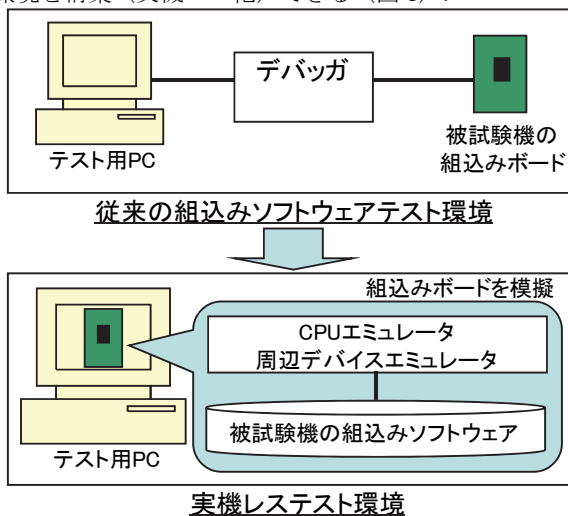 デバッガ
テスト用PC
被試験機の
組込みボード
従来の組込みソフトウェアテスト環境
組込みボードを模擬
CPUエミュレータ
周辺デバイスエミュレータ
被試験機の組込みソフトウェア
テスト用PC
実機レステスト環境